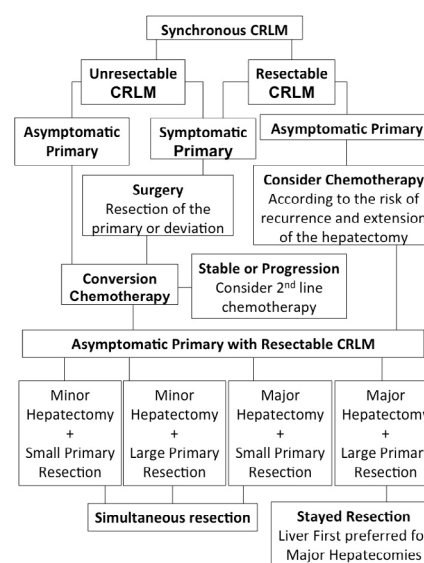 Synchronous CRLM
Unresectable
CRLM
Resectable
CRLM
Asymptomatic
Primary
Symptomatic
Primary
Asymptomatic Primary
Surgery
Resection of the
primary or deviation
Consider Chemotherapy
According to the risk of
recurrence and extension
of the hepatectomy
Conversion
Chemotherapy
Stable or Progression
Consider 2nd line
chemotherapy
Asymptomatic Primary with Resectable CRLM
Minor
Hepatectomy
+
Small Primary
Resection
Minor
Hepatectomy
+
Large Primary
Resection
Major
Hepatectomy
+
Small Primary
Resection
Major
Hepatectomy
+
Large Primary
Resection
Simultaneous resection
Stayed Resection
Liver First preferred fo
Major Hepatecomies